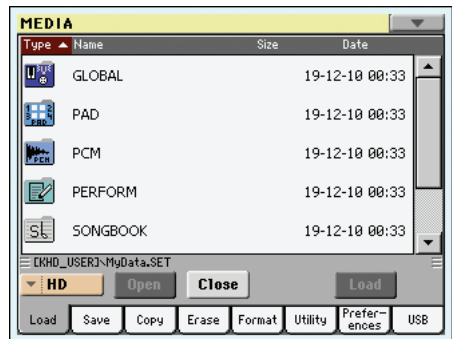 MEDIA
Type Name Size Date
GLOBAL 19-12-10 00:33
PAD 19-12-10 00:33
PCM 19-12-10 00:33
PERFORM 19-12-10 00:33
SONGBOOK 19-12-10 00:33
[KHD_USER]\MyData.SET
HD Open Close Load
Load Save Copy Erase Format Utility Prefer-ences USB